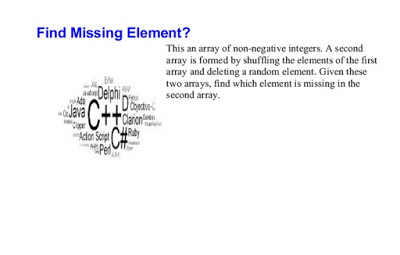 Find Missing Element?
This an array of non-negative integers. A second
array is formed by shuffling the elements of the first
array and deleting a random element. Given these
two arrays, find which element is missing in the
second array.
Eiffel
Delphi
Ada
Java
C++
D
Objective-C
Clarion
C#
Ruby
Clipper
Action Script
Perl